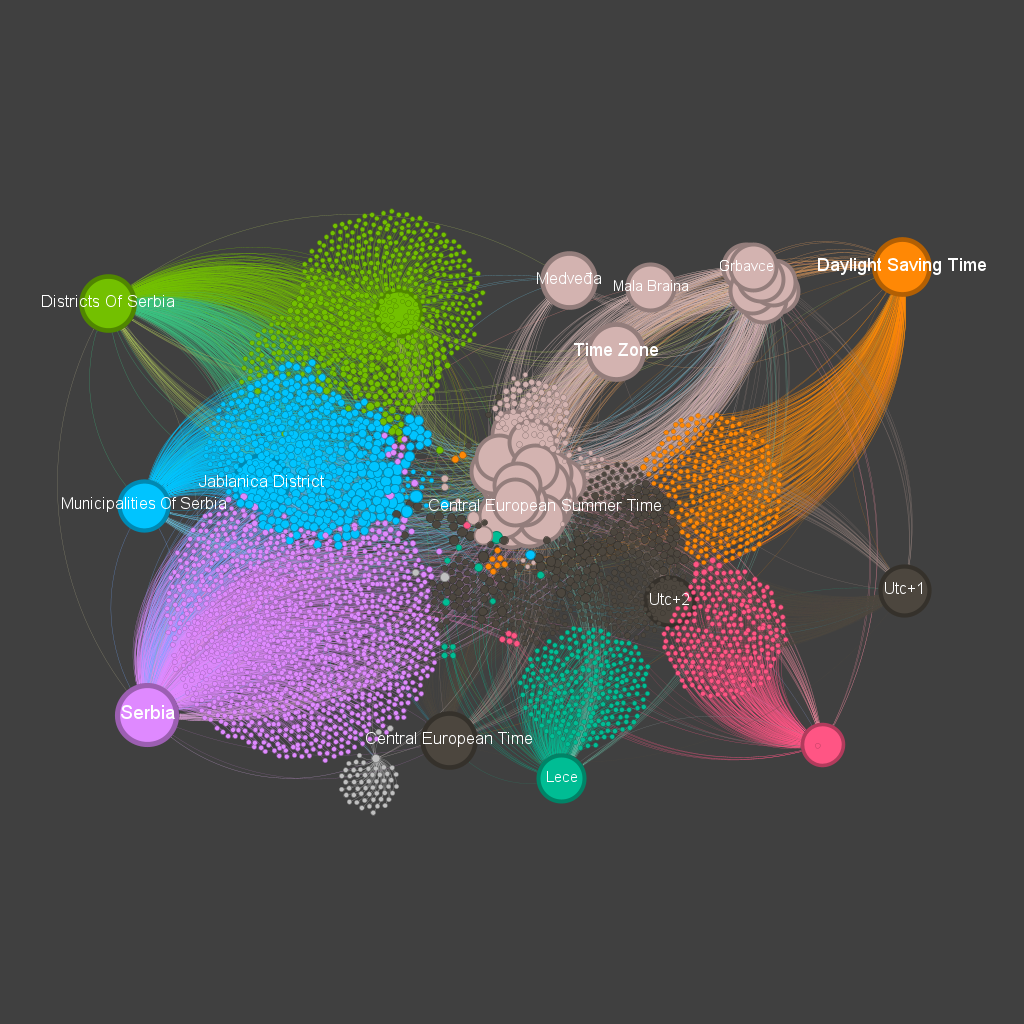 Grbavce
Daylight Saving Time
Medveđa
Mala Braina
Districts Of Serbia
Time Zone
Jablanica District
Municipalities Of Serbia
Central European Summer Time
Utc+1
Utc+2
Serbia
Central European Time
Lece